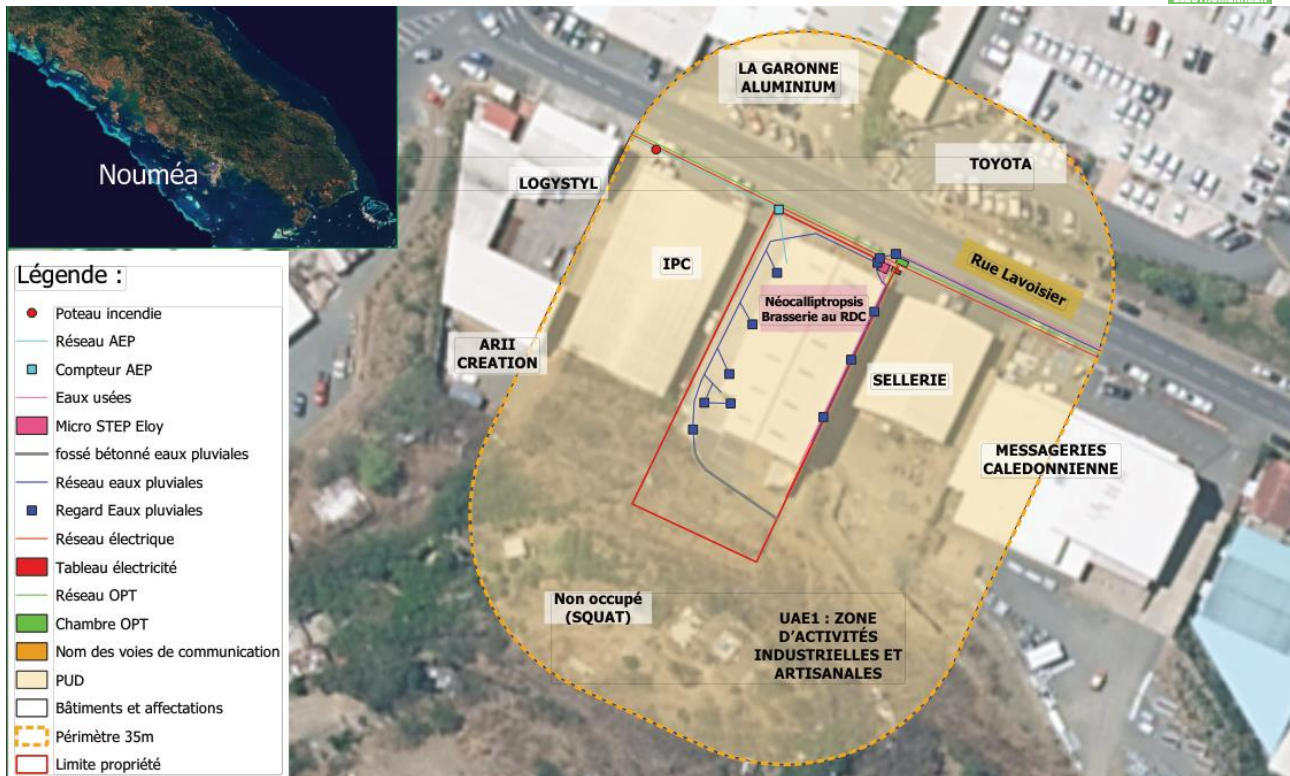 ELECTROMENAGER
Nouméa
LA GARONNE
ALUMINIUM
TOYOTA
LOGYSTYL
IPC
Rue Lavoisier
Néocalliptropsis
Brasserie au RDC
ARII
CREATION
SELLERIE
MESSAGERIES
CALEDONNIENNE
Non occupé
(SQUAT)
UAE1 : ZONE
D'ACTIVITÉS
INDUSTRIELLES ET
ARTISANALES
Légende :
Poteau incendie
Réseau AEP
Compteur AEP
Eaux usées
Micro STEP Eloy
fossé bétonné eaux pluviales
Réseau eaux pluviales
Regard Eaux pluviales
Réseau électrique
Tableau électricité
Réseau OPT
Chambre OPT
Nom des voies de communication
PUD
Bâtiments et affectations
Périmètre 35m
Limite propriété